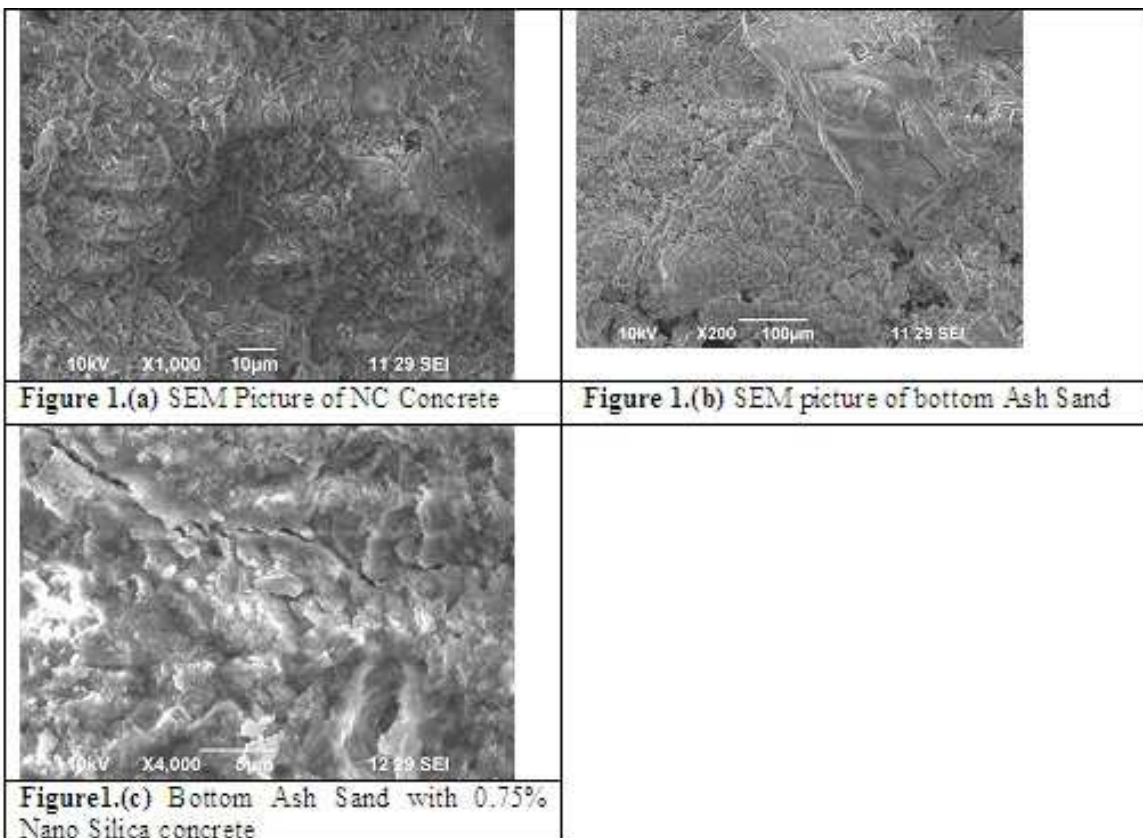 10kV X1,000 10µm 11 29 SEI
10kV X200 100µm 11 29 SEI
Figure 1.(a) SEM Picture of NC Concrete
Figure 1.(b) SEM picture of bottom Ash Sand
10kV X4,000 5µm 12 29 SEI
Figure1.(c) Bottom Ash Sand with 0.75%
Nano Silica concrete